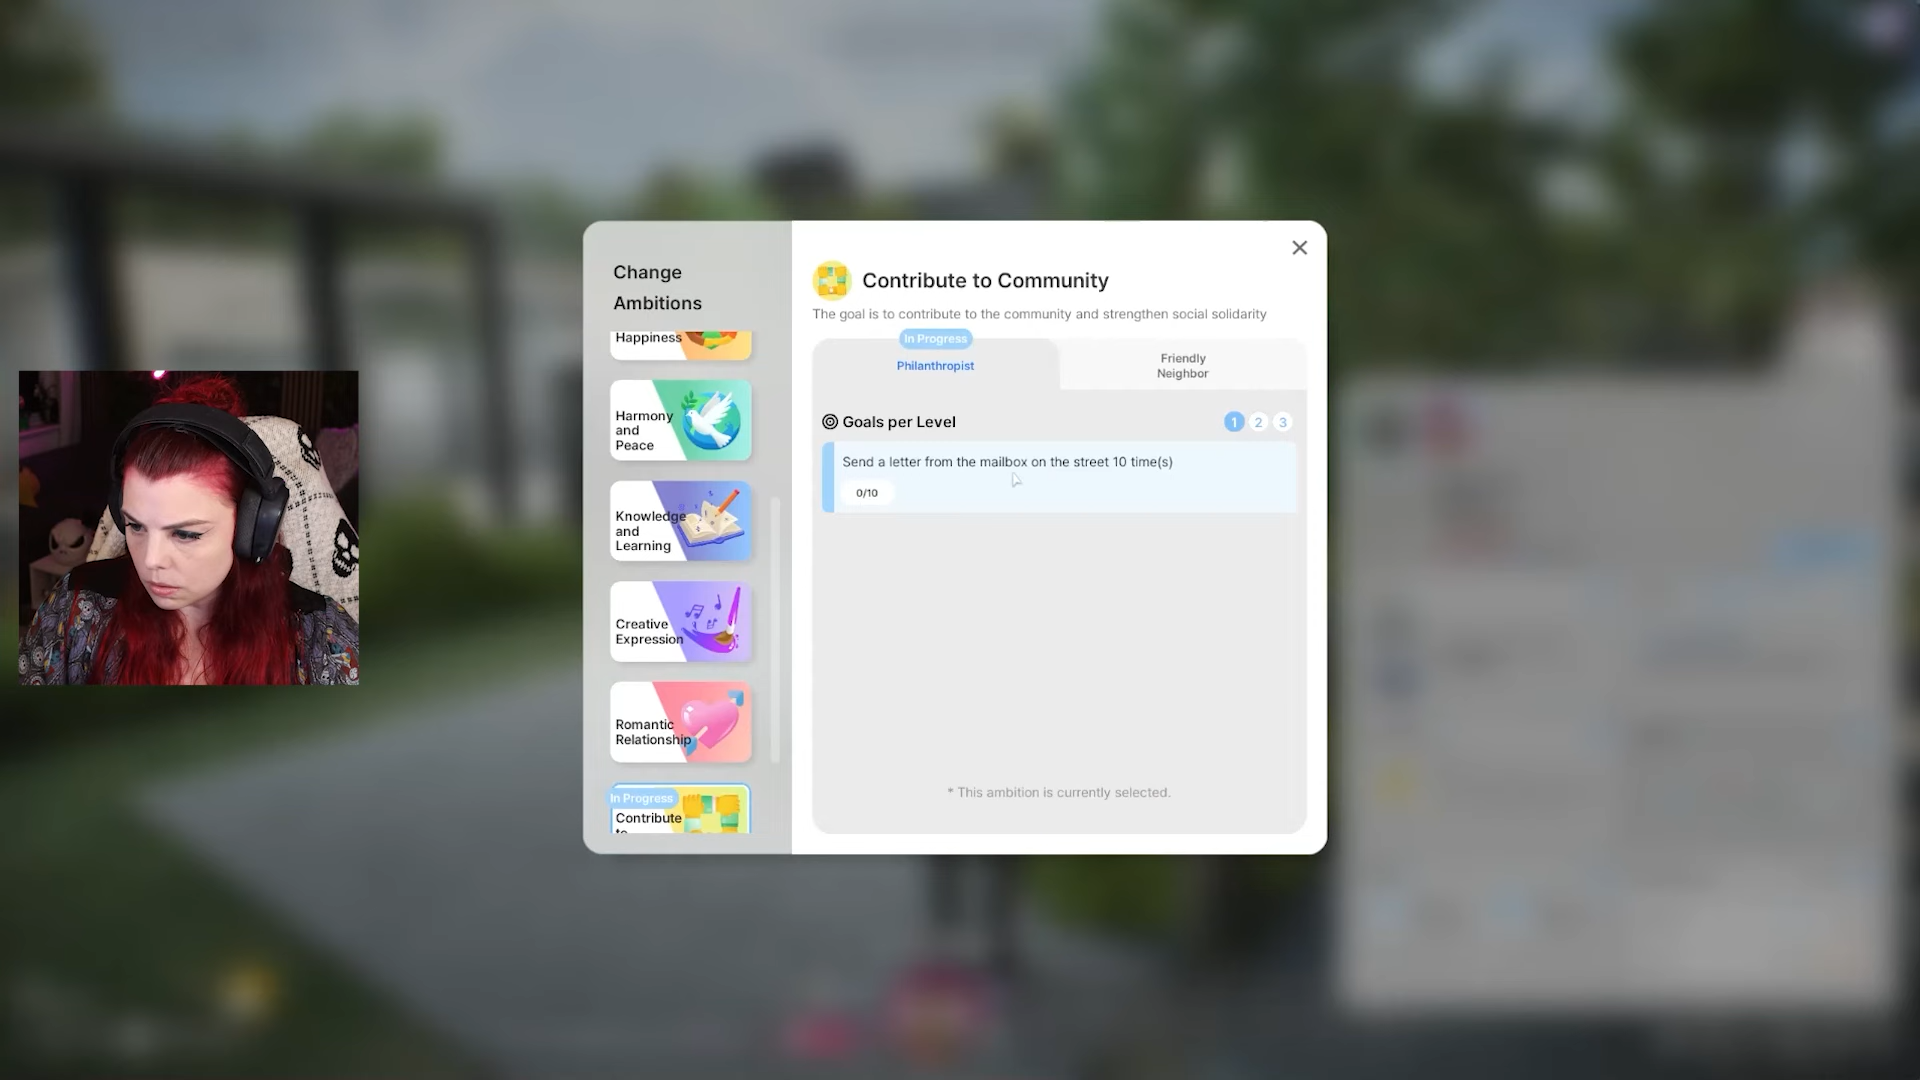 Change
Ambitions
Happiness
Harmony
and
Peace
Knowledge
and
Learning
Creative
Expression
Romantic
Relationship
In Progress
Contribute
to
Contribute to Community
The goal is to contribute to the community and strengthen social solidarity
In Progress
Philanthropist
Friendly
Neighbor
Goals per Level
1 2 3
Send a letter from the mailbox on the street 10 time(s)
0/10
* This ambition is currently selected.